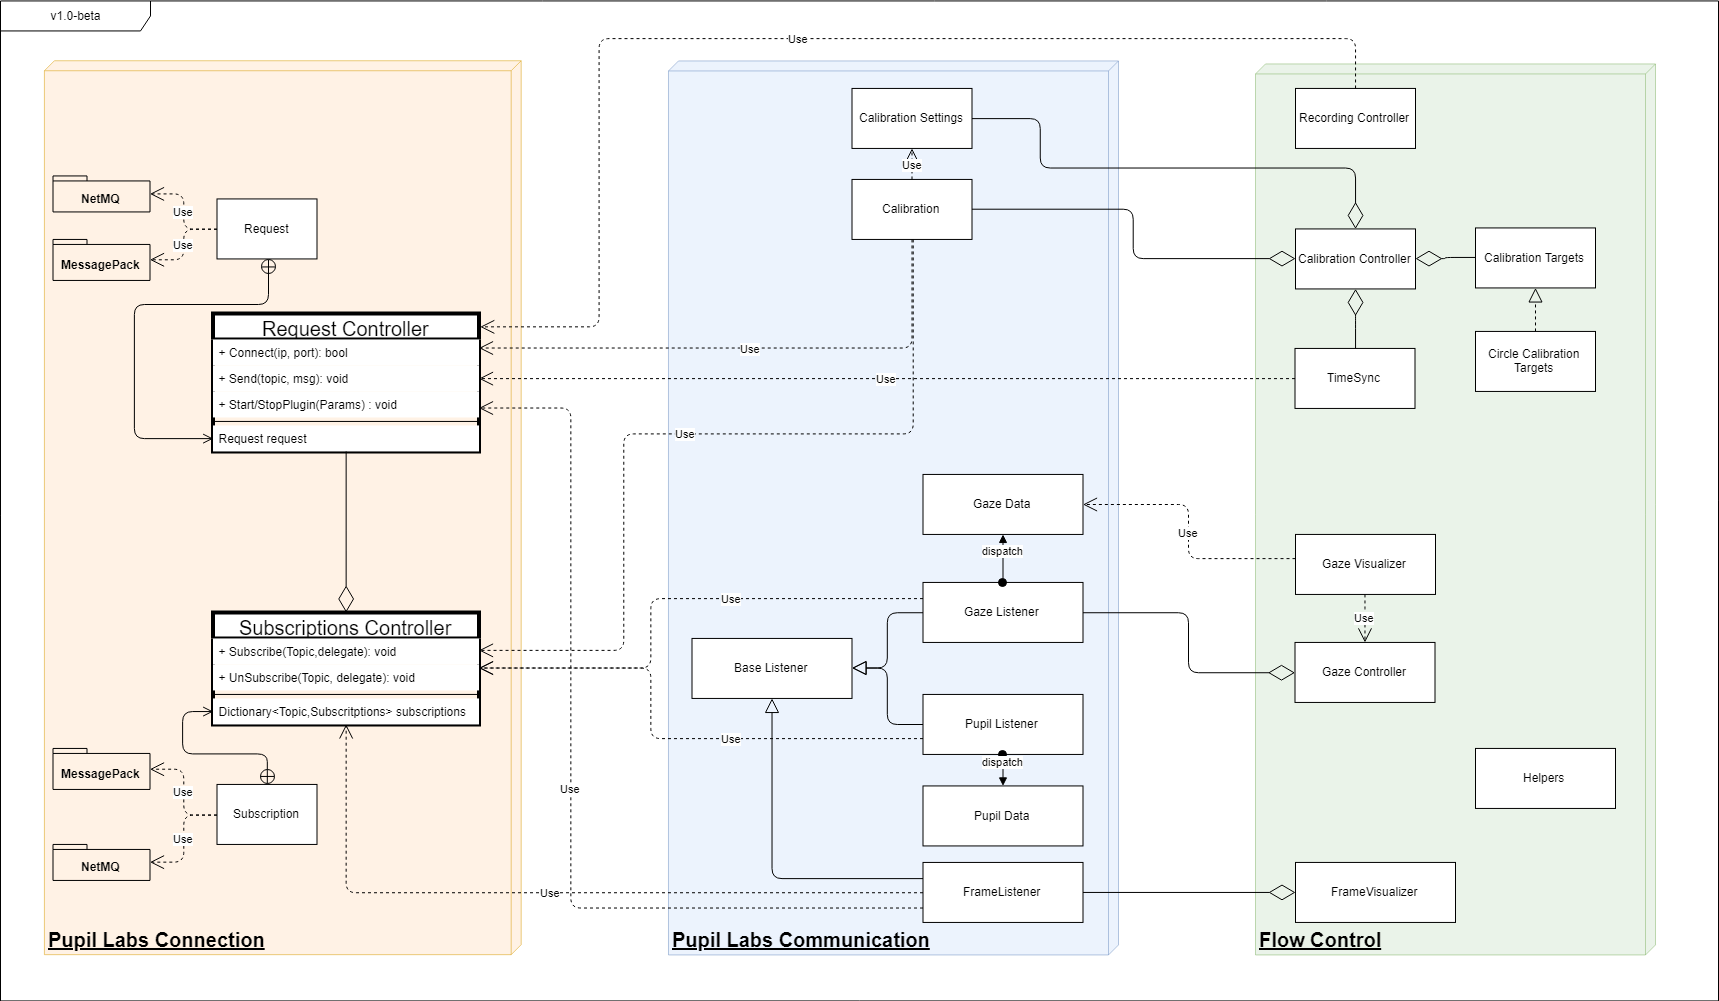 v1.0-beta
Use
Calibration Settings
Recording Controller
Use
NetMQ
Use
Request
Calibration
Use
MessagePack
Calibration Controller
Calibration Targets
Request Controller
+ Connect(ip, port): bool
Use
Circle Calibration
Targets
+ Send(topic, msg): void
Use
TimeSync
+ Start/StopPlugin(Params) : void
Request request
Use
Gaze Data
Use
dispatch
Gaze Visualizer
Use
Gaze Listener
Use
Subscriptions Controller
+ Subscribe(Topic,delegate): void
Base Listener
Gaze Controller
+ UnSubscribe(Topic, delegate): void
Dictionary<Topic,Subscritptions> subscriptions
Pupil Listener
Use
dispatch
MessagePack
Use
Use
Helpers
Subscription
Pupil Data
Use
NetMQ
Use
FrameListener
FrameVisualizer
Pupil Labs Connection
Pupil Labs Communication
Flow Control